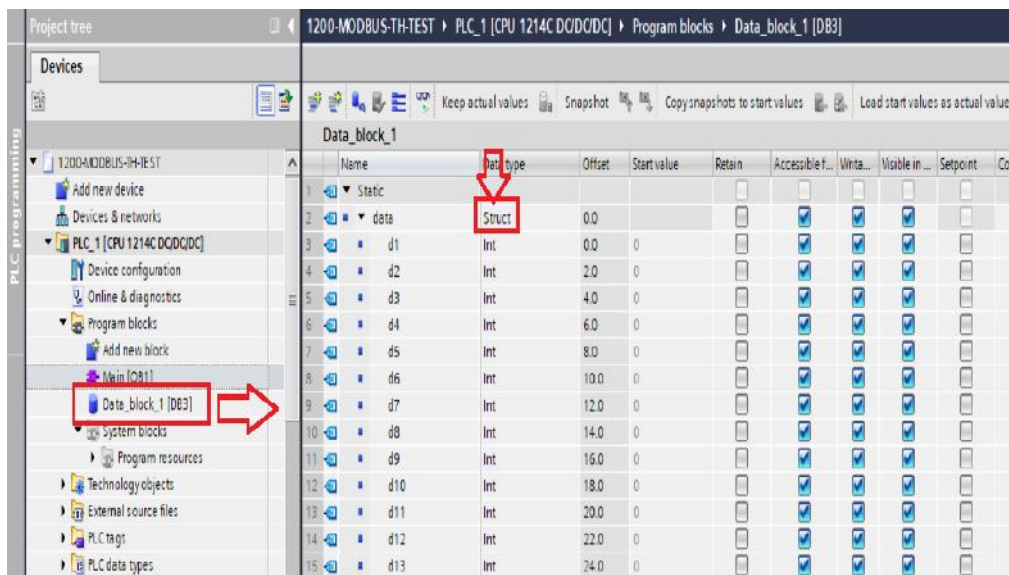 Project tree
1200-MODBUS-TH-TEST ▸ PLC_1 [CPU 1214C DC/DC/DC] ▸ Program blocks ▸ Data_block_1 [DB3]
Devices
Keep actual values Snapshot Copy snapshots to start values Load start values as actual value
PLC programming
Data_block_1
Name Data type Offset Start value Retain Accessible f... Writa... Visible in ... Setpoint Co
1 Static
2 data Struct 0.0
3 d1 Int 0.0 0
4 d2 Int 2.0 0
5 d3 Int 4.0 0
6 d4 Int 6.0 0
7 d5 Int 8.0 0
8 d6 Int 10.0 0
9 d7 Int 12.0 0
10 d8 Int 14.0 0
11 d9 Int 16.0 0
12 d10 Int 18.0 0
13 d11 Int 20.0 0
14 d12 Int 22.0 0
15 d13 Int 24.0 0
1200-MODBUS-TH-TEST
Add new device
Devices & networks
PLC_1 [CPU 1214C DC/DC/DC]
Device configuration
Online & diagnostics
Program blocks
Add new block
Main [OB1]
Data_block_1 [DB3]
System blocks
Program resources
Technology objects
External source files
PLC tags
PLC data types